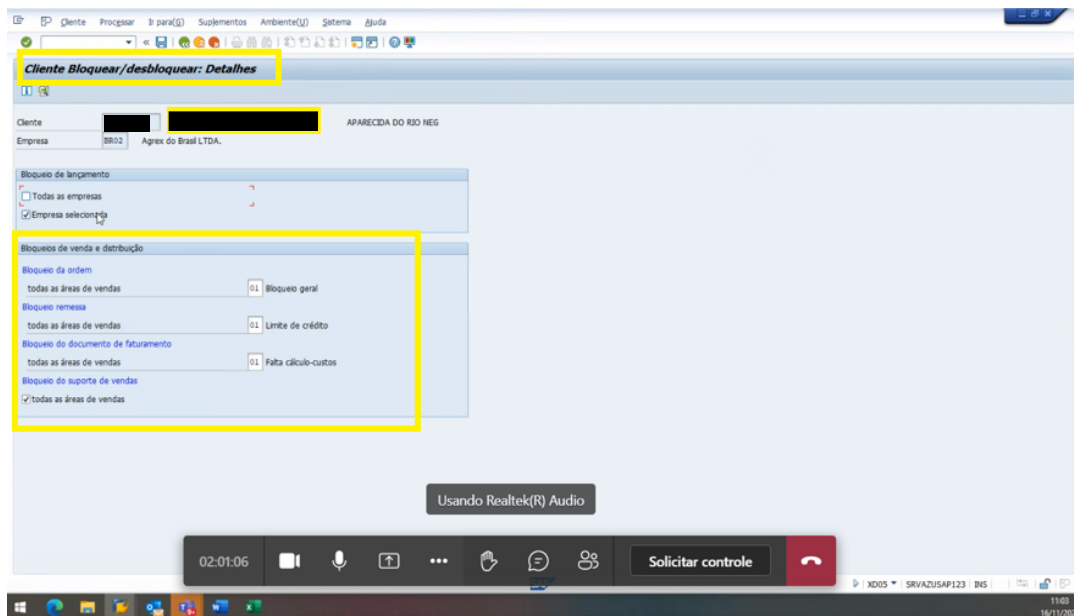 Cliente Processar Ir para(G) Suplementos Ambiente(U) Sistema Ajuda
Cliente Bloquear/desbloquear: Detalhes
Cliente APARECIDA DO RIO NEG
Empresa BR02 Agrex do Brasil LTDA.
Bloqueio de lançamento
Todas as empresas
Empresa selecionada
Bloqueios de venda e distribuição
Bloqueio da ordem
todas as áreas de vendas 01 Bloqueio geral
Bloqueio remessa
todas as áreas de vendas 01 Limite de crédito
Bloqueio do documento de faturamento
todas as áreas de vendas 01 Falta cálculo-custos
Bloqueio do suporte de vendas
todas as áreas de vendas
Usando Realtek(R) Audio
02:01:06 Solicitar controle
SAP
XD05 SRVAZUSAP123 INS
11:03
16/11/202